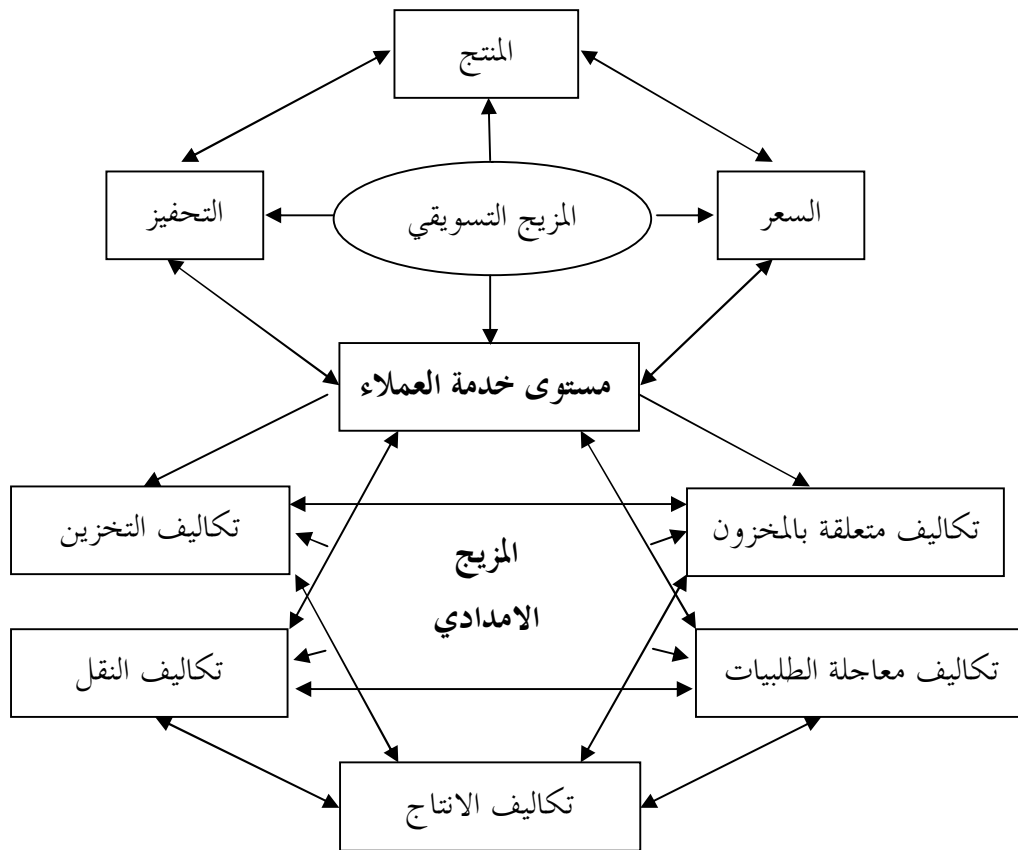 المنتج
السعر
المزيج التسويقي
التحفيز
مستوى خدمة العملاء
تكاليف متعلقة بالمخزون
تكاليف التخزين
المزيج
الامدادي
تكاليف معاجلة الطلبيات
تكاليف النقل
تكاليف الانتاج